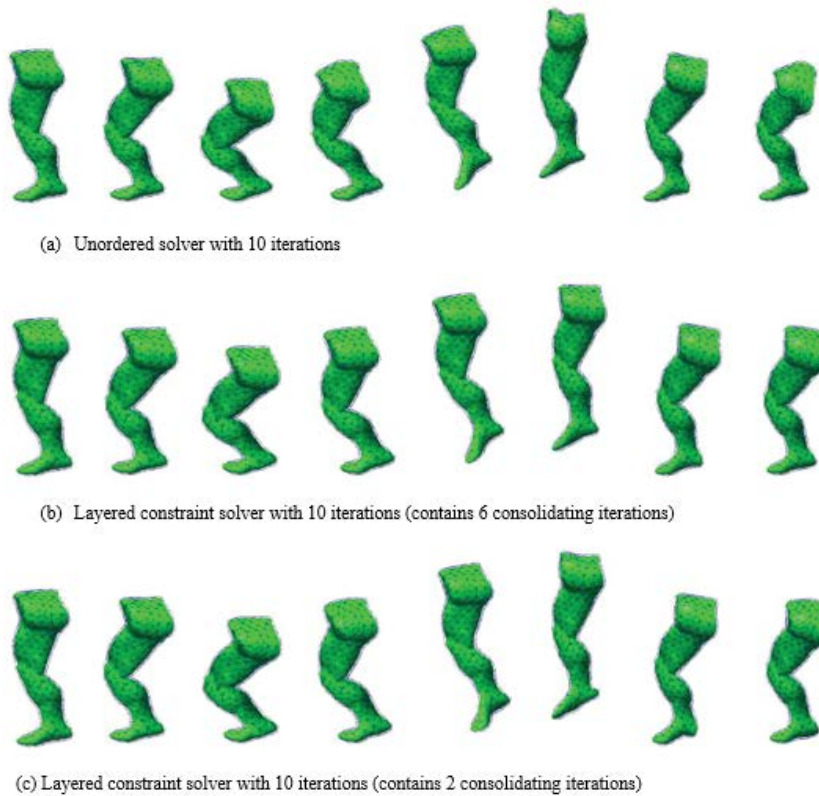 (a) Unordered solver with 10 iterations
(b) Layered constraint solver with 10 iterations (contains 6 consolidating iterations)
(c) Layered constraint solver with 10 iterations (contains 2 consolidating iterations)